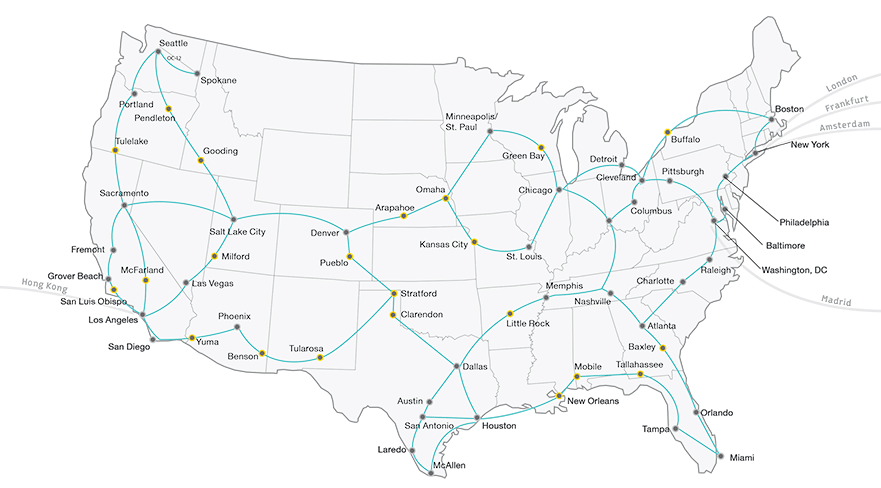 Seattle
OC-12
Spokane
Portland
Pendleton
Tulelake
Gooding
Sacramento
Salt Lake City
Fremont
Milford
Grover Beach
McFarland
San Luis Obispo
Las Vegas
Los Angeles
San Diego
Yuma
Phoenix
Benson
Tularosa
Hong Kong
Minneapolis/
St. Paul
Green Bay
Omaha
Arapahoe
Denver
Pueblo
Kansas City
St. Louis
Chicago
Stratford
Clarendon
Little Rock
Memphis
Nashville
Dallas
Austin
San Antonio
Houston
Laredo
McAllen
New Orleans
Mobile
Tallahassee
Baxley
Atlanta
Charlotte
Raleigh
Orlando
Tampa
Miami
Detroit
Cleveland
Columbus
Pittsburgh
Buffalo
Boston
New York
Philadelphia
Baltimore
Washington, DC
London
Frankfurt
Amsterdam
Madrid